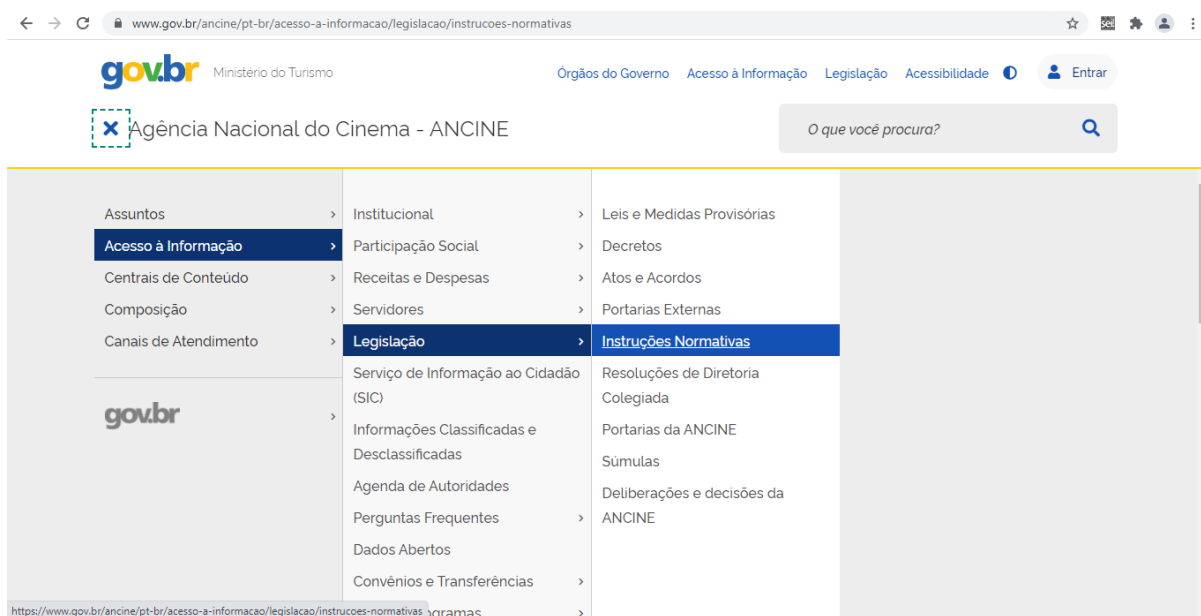 www.gov.br/ancine/pt-br/acesso-a-informacao/legislacao/instrucoes-normativas
sei!
gov.br Ministério do Turismo
Órgãos do Governo Acesso à Informação Legislação Acessibilidade Entrar
Agência Nacional do Cinema - ANCINE
O que você procura?
Assuntos
Acesso à Informação
Centrais de Conteúdo
Composição
Canais de Atendimento
gov.br
Institucional
Participação Social
Receitas e Despesas
Servidores
Legislação
Serviço de Informação ao Cidadão
(SIC)
Informações Classificadas e
Desclassificadas
Agenda de Autoridades
Perguntas Frequentes
Dados Abertos
Convênios e Transferências
Leis e Medidas Provisórias
Decretos
Atos e Acordos
Portarias Externas
Instruções Normativas
Resoluções de Diretoria
Colegiada
Portarias da ANCINE
Súmulas
Deliberações e decisões da
ANCINE
https://www.gov.br/ancine/pt-br/acesso-a-informacao/legislacao/instrucoes-normativas